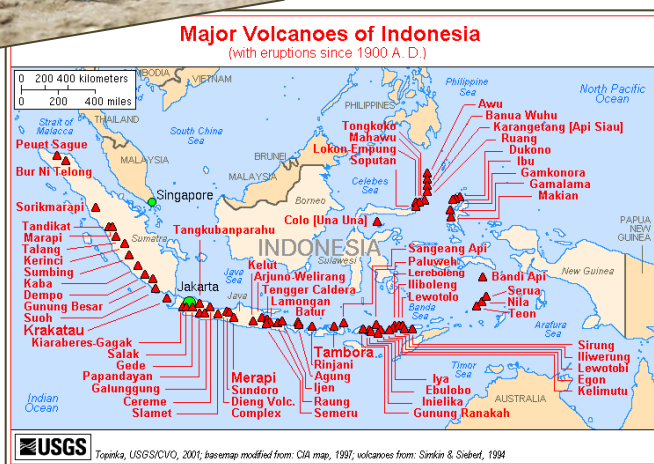 Major Volcanoes of Indonesia
(with eruptions since 1900 A. D.)
0 200 400 kilometers
0 200 400 miles
CAMBODIA
VIETNAM
THAILAND
PHILIPPINES
Philippine
Sea
North Pacific
Ocean
Strait of
Malacca
South China
Sea
MALAYSIA
BRUNEI
MALAYSIA
Celebes
Sea
Borneo
Singapore
Sumatra
INDONESIA
Sulawesi
New Guinea
PAPUA
NEW
GUINEA
Jakarta
Java
Sea
Java
Banda
Sea
Arafura
Sea
Timor
Sea
AUSTRALIA
Indian
Ocean
Peuet Sague
Bur Ni Telong
Sorikmarapi
Tandikat
Marapi
Talang
Kerinci
Sumbing
Kaba
Dempo
Gunung Besar
Suoh
Krakatau
Kiaraberes-Gagak
Salak
Gede
Papandayan
Galunggung
Cereme
Slamet
Tangkubanparahu
Merapi
Sundoro
Dieng Volc.
Complex
Kelut
Arjuno-Welirang
Tengger Caldera
Lamongan
Batur
Tambora
Rinjani
Agung
Ijen
Raung
Semeru
Colo [Una Una]
Tongkoko
Mahawu
Lokon Empung
Soputan
Awu
Banua Wuhu
Karangetang [Api Siau]
Ruang
Dukono
Ibu
Gamkonora
Gamalama
Makian
Sangeang Api
Paluweh
Lereboleng
Iliboleng
Lewotolo
Bandi Api
Serua
Nila
Teon
Sirung
Iliwerung
Lewotobi
Egon
Kelimutu
Iya
Ebulobo
Inielika
Gunung Ranakah
USGS
Topinka, USGS/CVO, 2001; basemap modified from: CIA map, 1997; volcanoes from: Simkin & Siebert, 1994